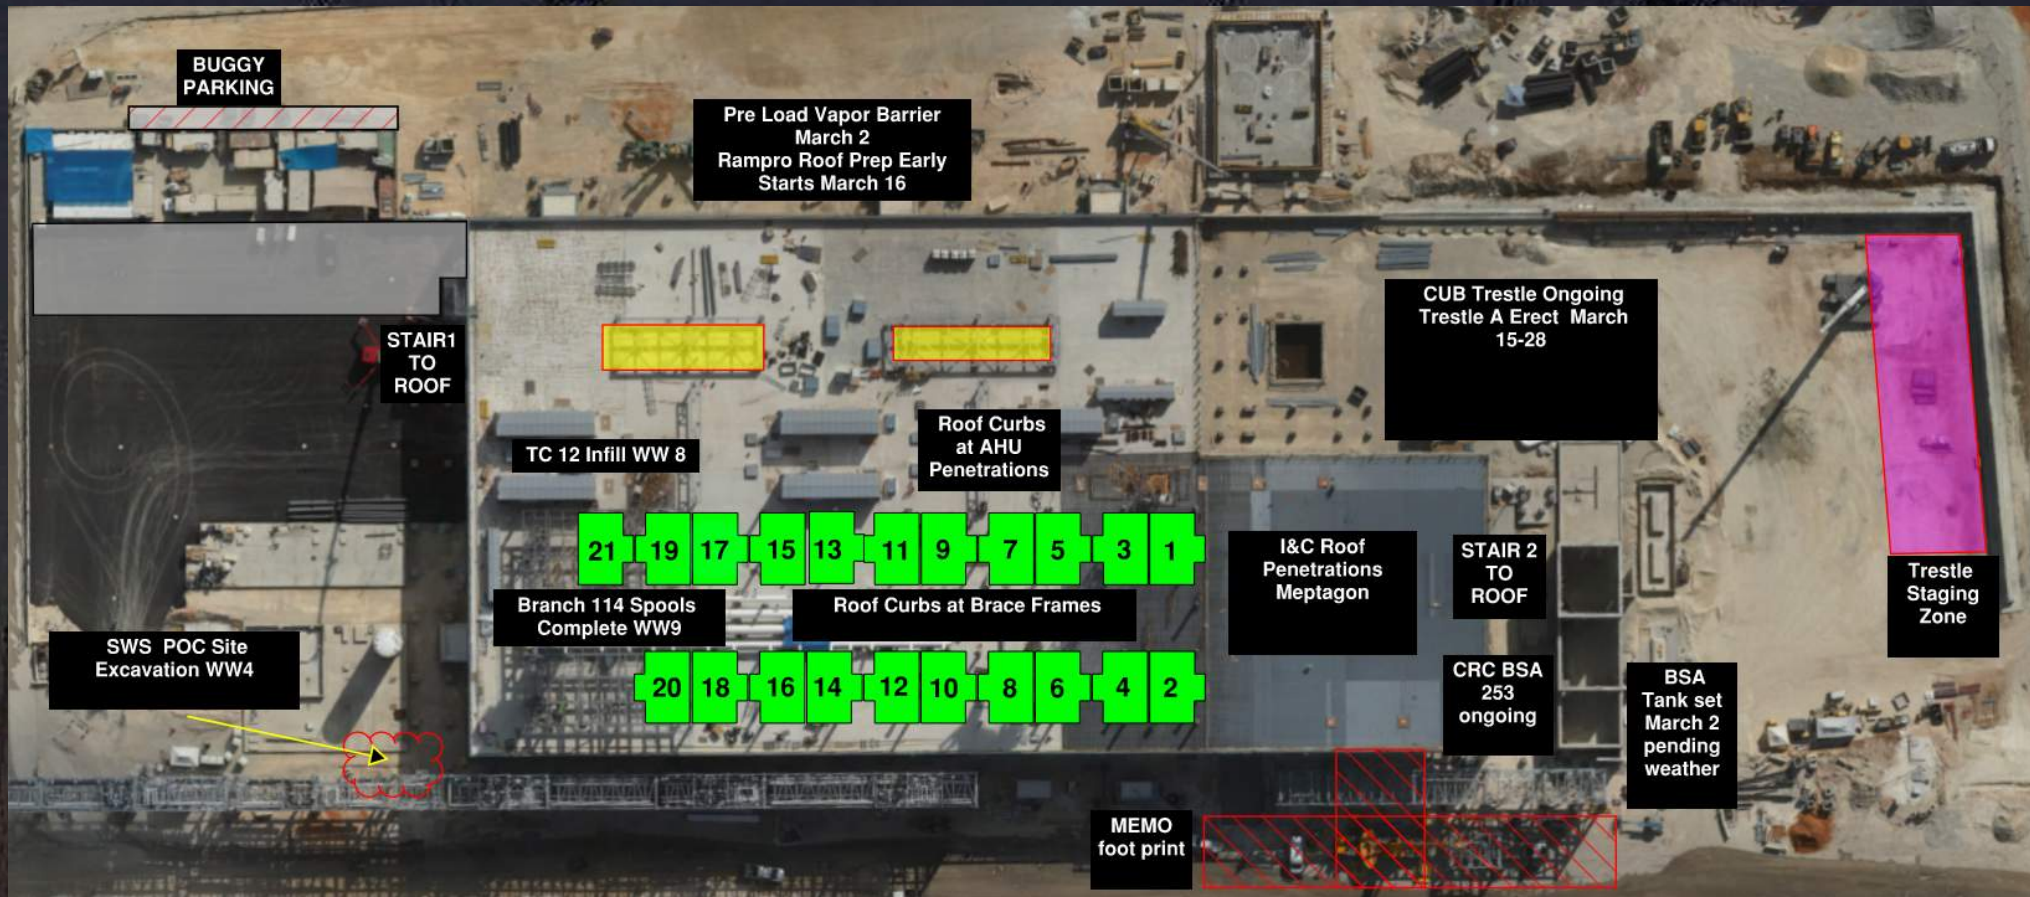 BUGGY
PARKING
Pre Load Vapor Barrier
March 2
Rampro Roof Prep Early
Starts March 16
STAIR1
TO
ROOF
CUB Trestle Ongoing
Trestle A Erect March
15-28
TC 12 Infill WW 8
Roof Curbs
at AHU
Penetrations
21 19 17 15 13 11 9 7 5 3 1
I&C Roof
Penetrations
Meptagon
STAIR 2
TO
ROOF
Trestle
Staging
Zone
Branch 114 Spools
Complete WW9
Roof Curbs at Brace Frames
SWS POC Site
Excavation WW4
20 18 16 14 12 10 8 6 4 2
CRC BSA
253
ongoing
BSA
Tank set
March 2
pending
weather
MEMO
foot print